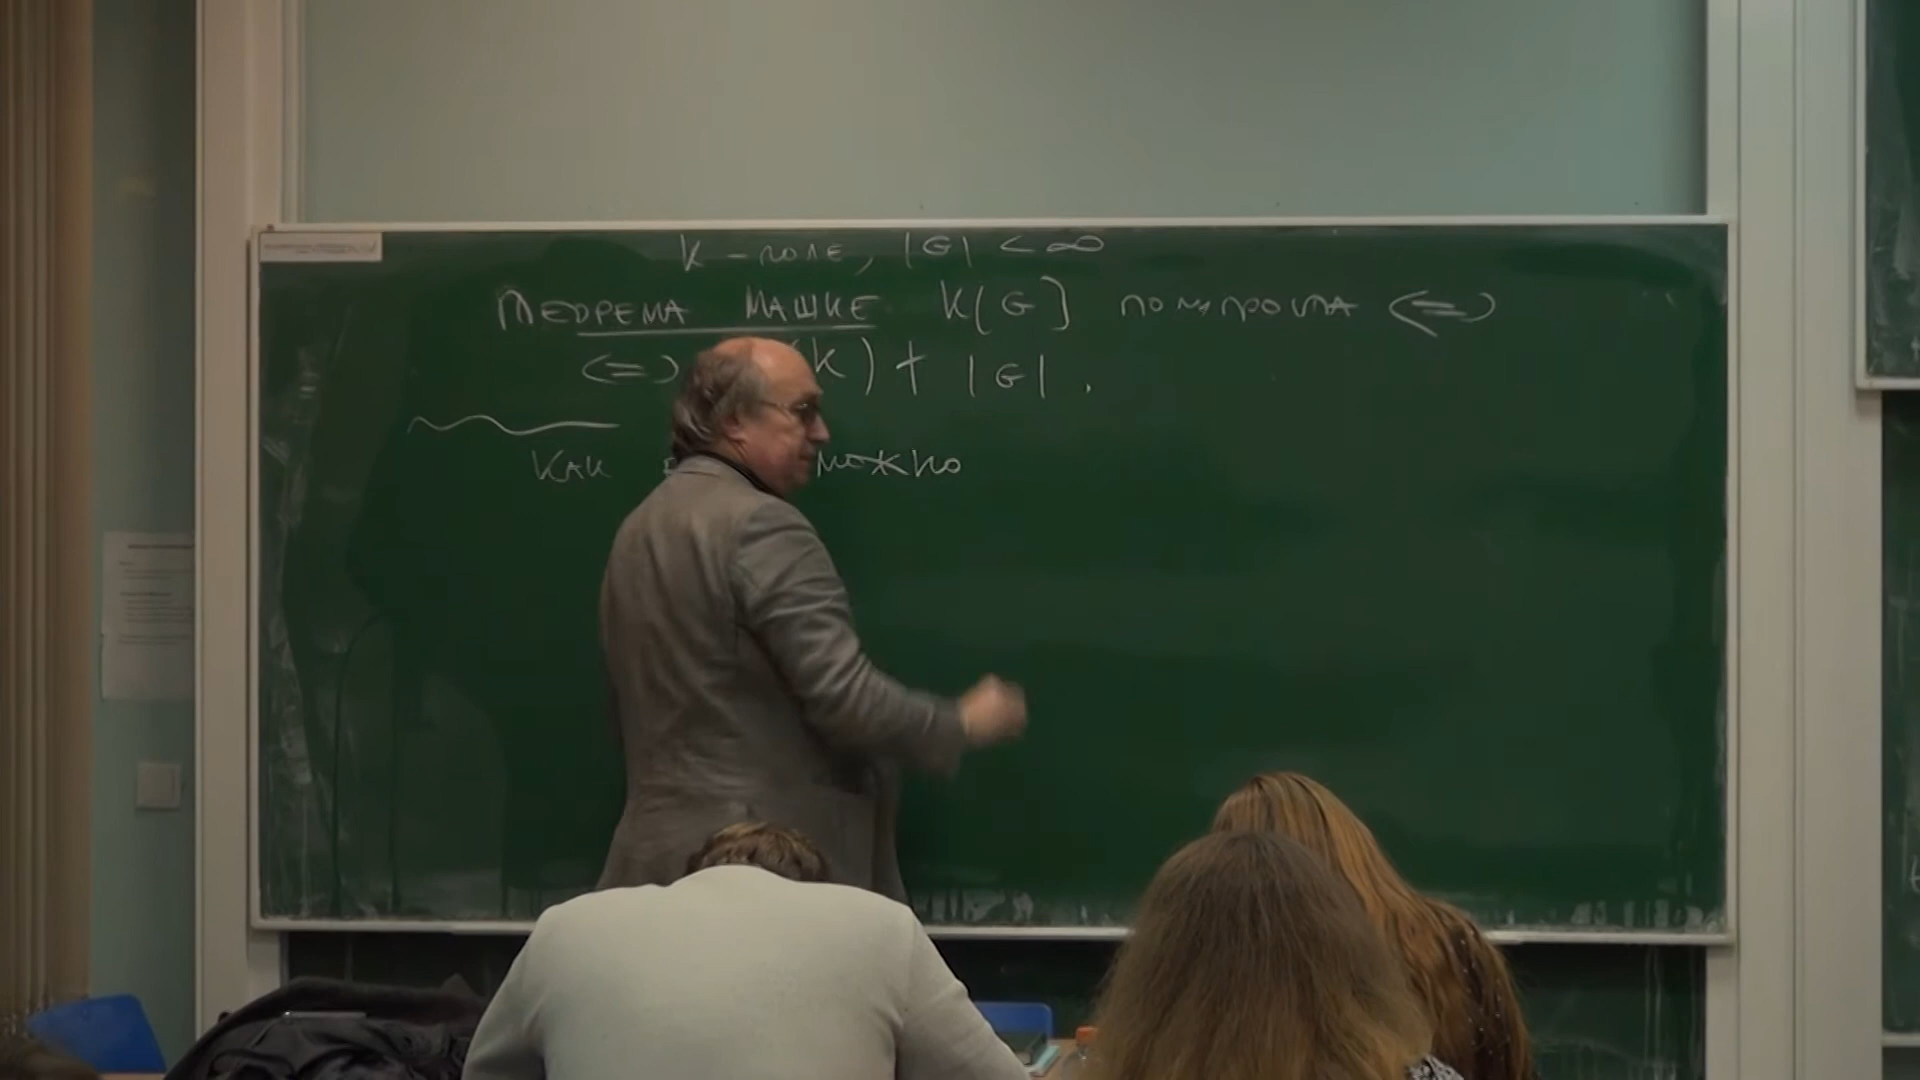 K – поле, |G| < ∞
Теорема Машке K[G] полупроста <=>
<=> (K) ∤ |G|.
как можно